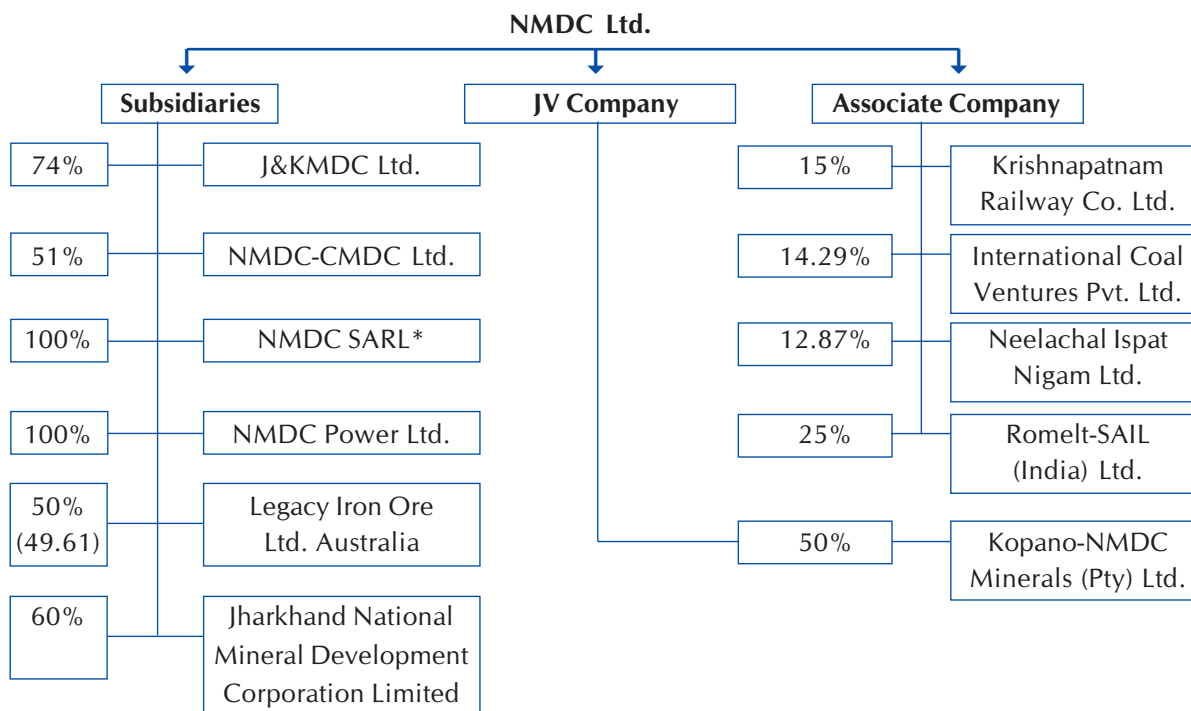 NMDC Ltd.
Subsidiaries
JV Company
Associate Company
74%
J&KMDC Ltd.
51%
NMDC-CMDC Ltd.
100%
NMDC SARL*
100%
NMDC Power Ltd.
50%
(49.61)
Legacy Iron Ore
Ltd. Australia
60%
Jharkhand National
Mineral Development
Corporation Limited
15%
Krishnapatnam
Railway Co. Ltd.
14.29%
International Coal
Ventures Pvt. Ltd.
12.87%
Neelachal Ispat
Nigam Ltd.
25%
Romelt-SAIL
(India) Ltd.
50%
Kopano-NMDC
Minerals (Pty) Ltd.